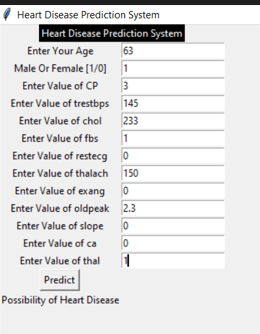 Heart Disease Prediction System
Heart Disease Prediction System
Enter Your Age 63
Male Or Female [1/0] 1
Enter Value of CP 3
Enter Value of trestbps 145
Enter Value of chol 233
Enter Value of fbs 1
Enter Value of restecg 0
Enter Value of thalach 150
Enter Value of exang 0
Enter Value of oldpeak 2.3
Enter Value of slope 0
Enter Value of ca 0
Enter Value of thal 1
Predict
Possibility of Heart Disease